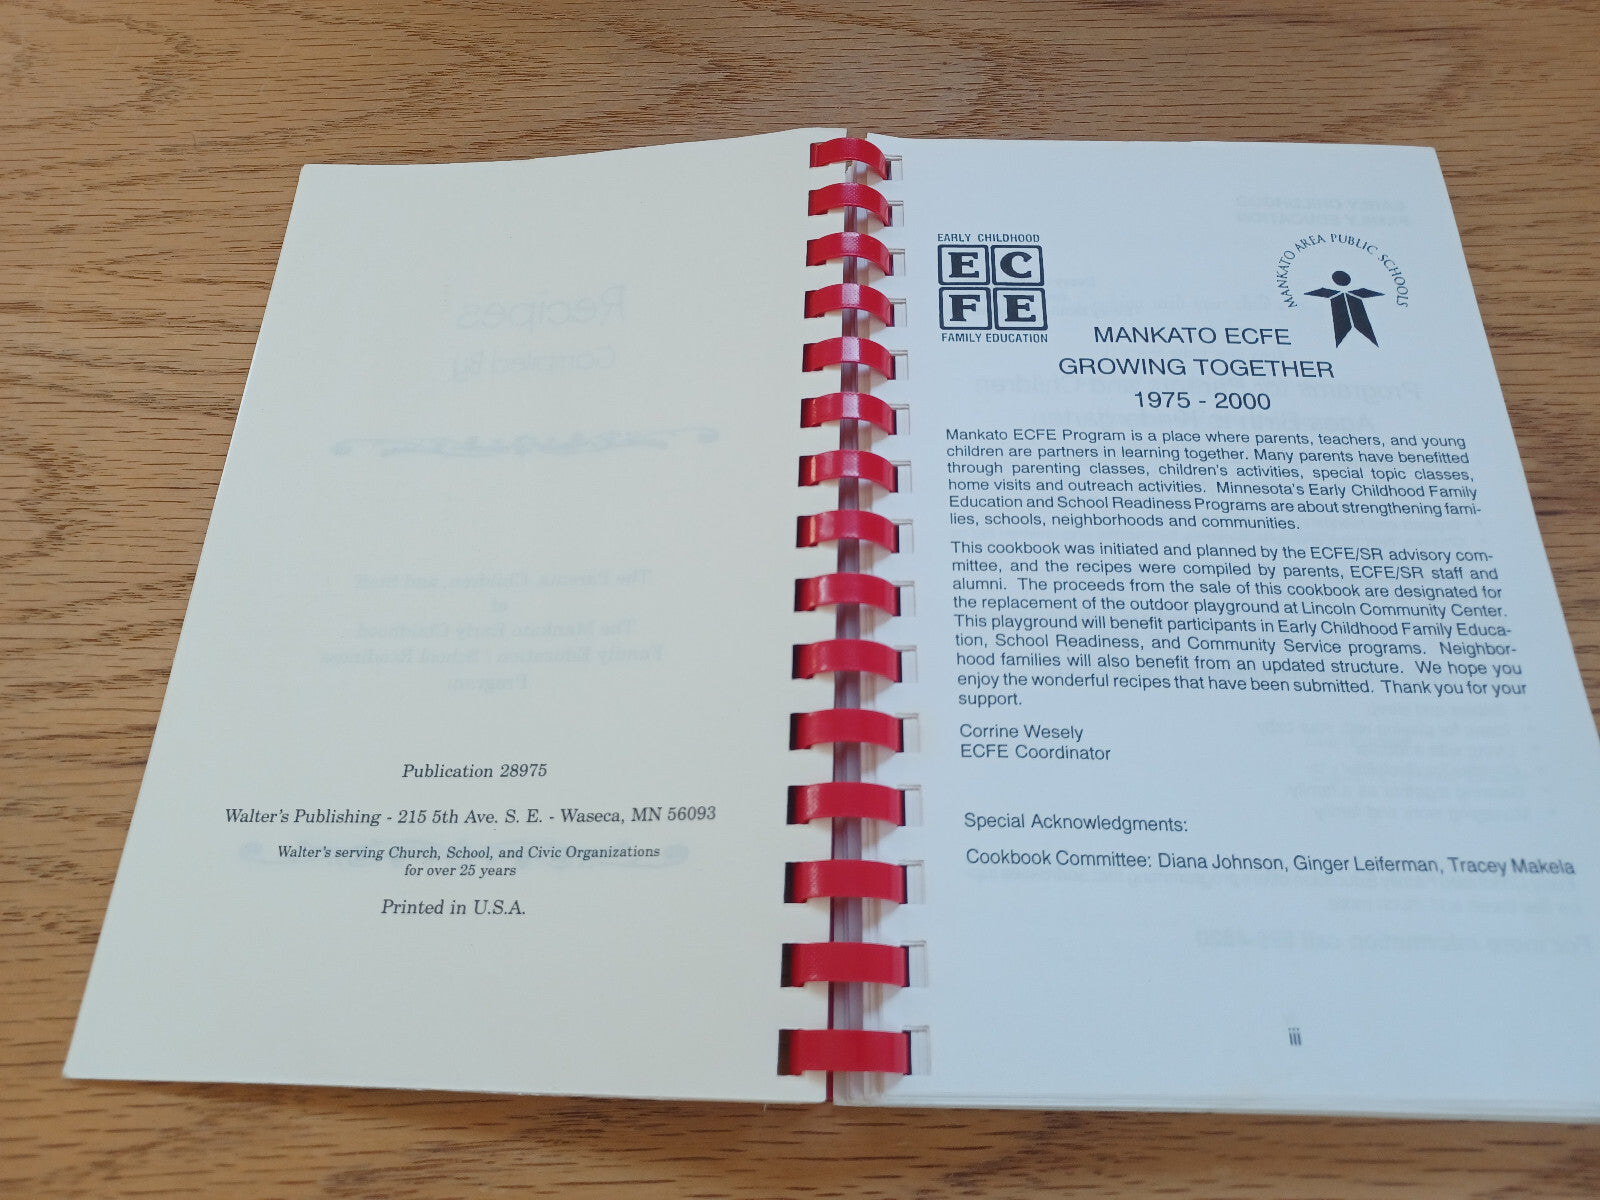 Publication 28975
Walter's Publishing - 215 5th Ave. S. E. - Waseca, MN 56093
Walter's serving Church, School, and Civic Organizations
for over 25 years
Printed in U.S.A.
EARLY CHILDHOOD
E C
F E
FAMILY EDUCATION
MANKATO AREA PUBLIC SCHOOLS
MANKATO ECFE
GROWING TOGETHER
1975 - 2000
Mankato ECFE Program is a place where parents, teachers, and young
children are partners in learning together. Many parents have benefitted
through parenting classes, children's activities, special topic classes,
home visits and outreach activities. Minnesota's Early Childhood Family
Education and School Readiness Programs are about strengthening fami-
lies, schools, neighborhoods and communities.
This cookbook was initiated and planned by the ECFE/SR advisory com-
mittee, and the recipes were compiled by parents, ECFE/SR staff and
alumni. The proceeds from the sale of this cookbook are designated for
the replacement of the outdoor playground at Lincoln Community Center.
This playground will benefit participants in Early Childhood Family Educa-
tion, School Readiness, and Community Service programs. Neighbor-
hood families will also benefit from an updated structure. We hope you
enjoy the wonderful recipes that have been submitted. Thank you for your
support.
Corrine Wesely
ECFE Coordinator
Special Acknowledgments:
Cookbook Committee: Diana Johnson, Ginger Leiferman, Tracey Makela
iii